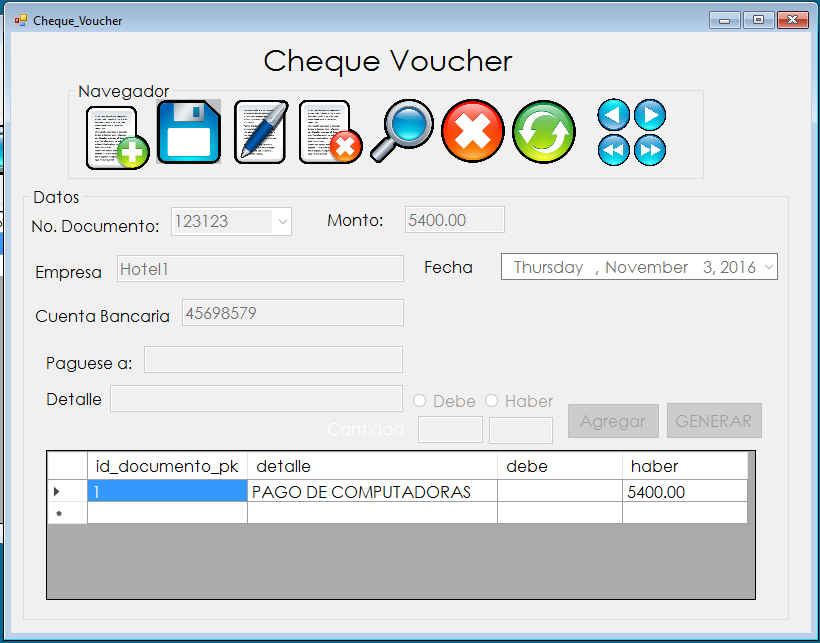 Cheque_Voucher
Cheque Voucher
Navegador
Datos
No. Documento: 123123 Monto: 5400.00
Empresa Hotel1 Fecha Thursday , November 3, 2016
Cuenta Bancaria 45698579
Paguese a:
Detalle Debe Haber
Cantidad Agregar GENERAR
id_documento_pk detalle debe haber
1 PAGO DE COMPUTADORAS 5400.00